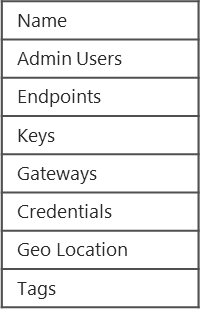 Name
Admin Users
Endpoints
Keys
Gateways
Credentials
Geo Location
Tags